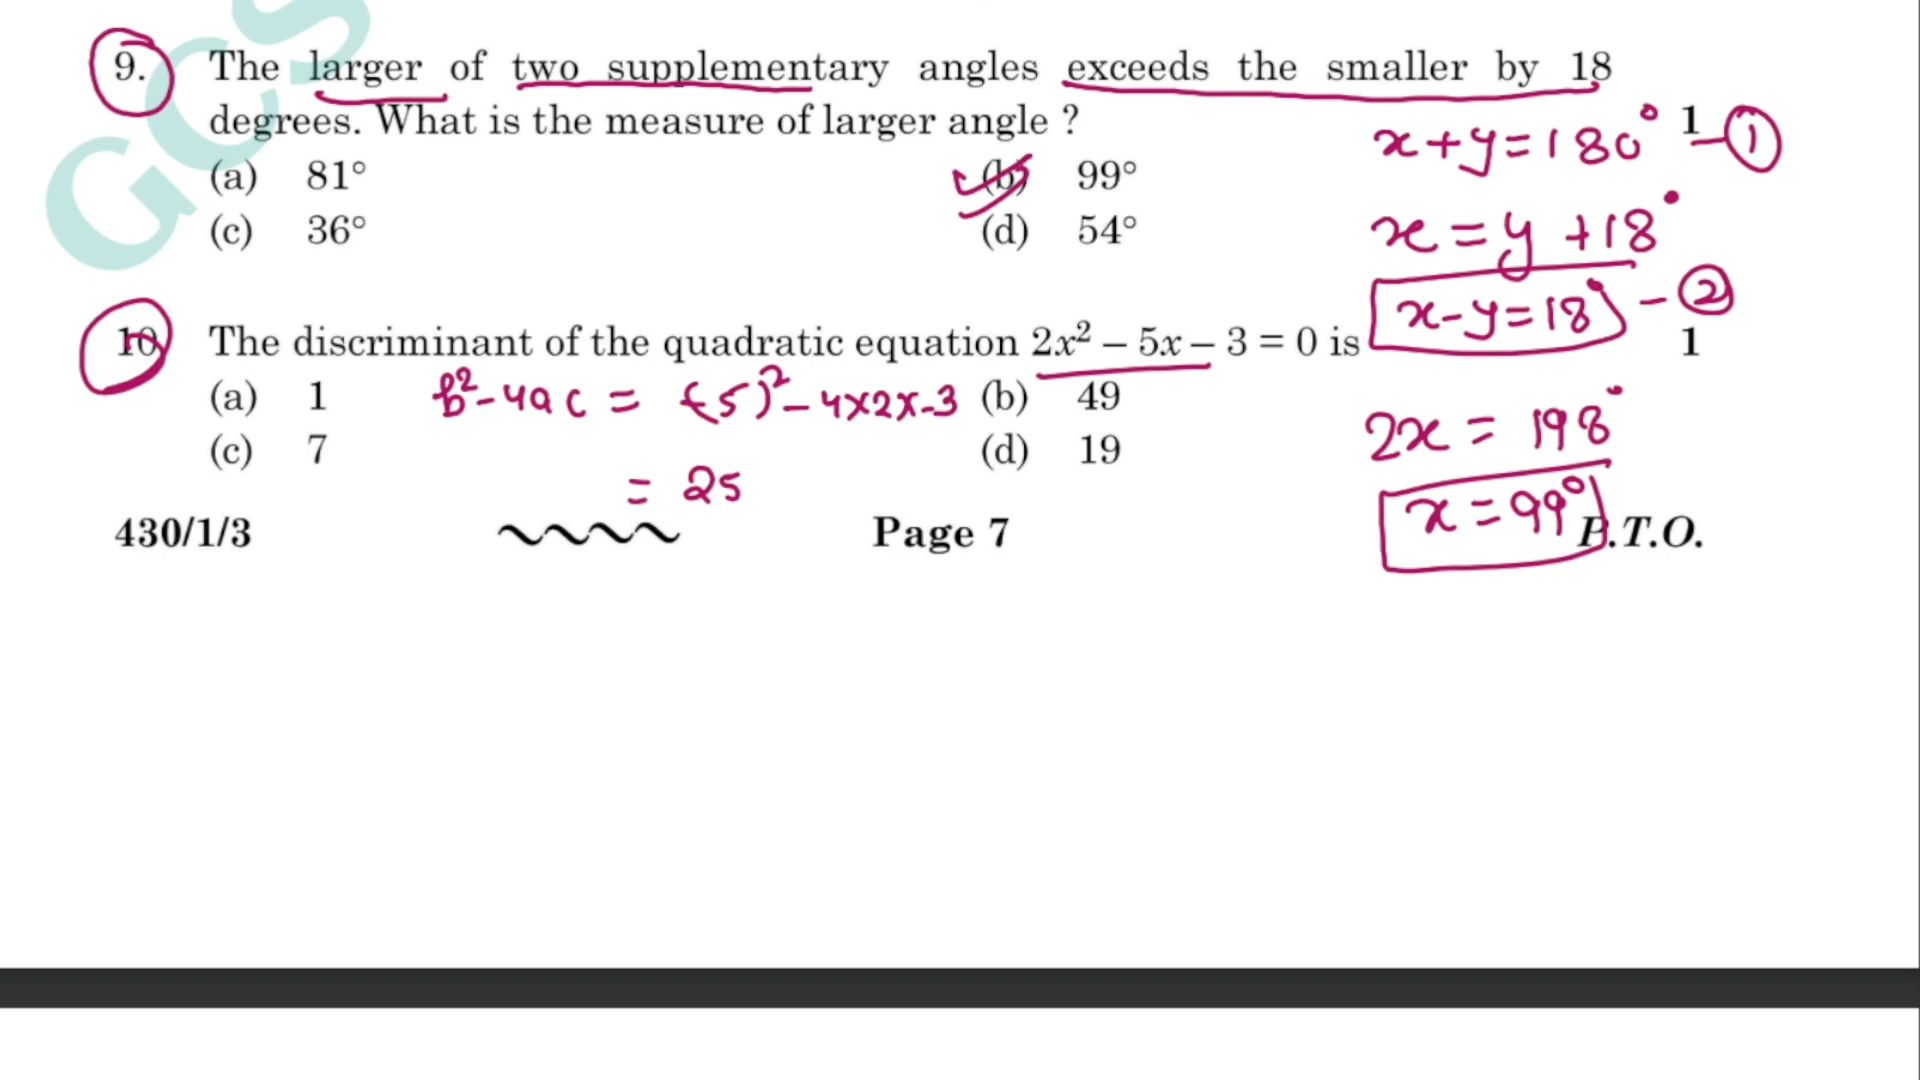 GCS
9. The larger of two supplementary angles exceeds the smaller by 18
degrees. What is the measure of larger angle ? 1
x+y=180° - ①
(a) 81° (b) 99°
(c) 36° (d) 54°
x = y +18°
x-y=18° - ②
10 The discriminant of the quadratic equation 2x² – 5x – 3 = 0 is 1
(a) 1 b²-4ac = (-5)²-4x2x-3 (b) 49
2x = 198°
(c) 7 (d) 19
= 25
x = 99°
430/1/3 Page 7 P.T.O.